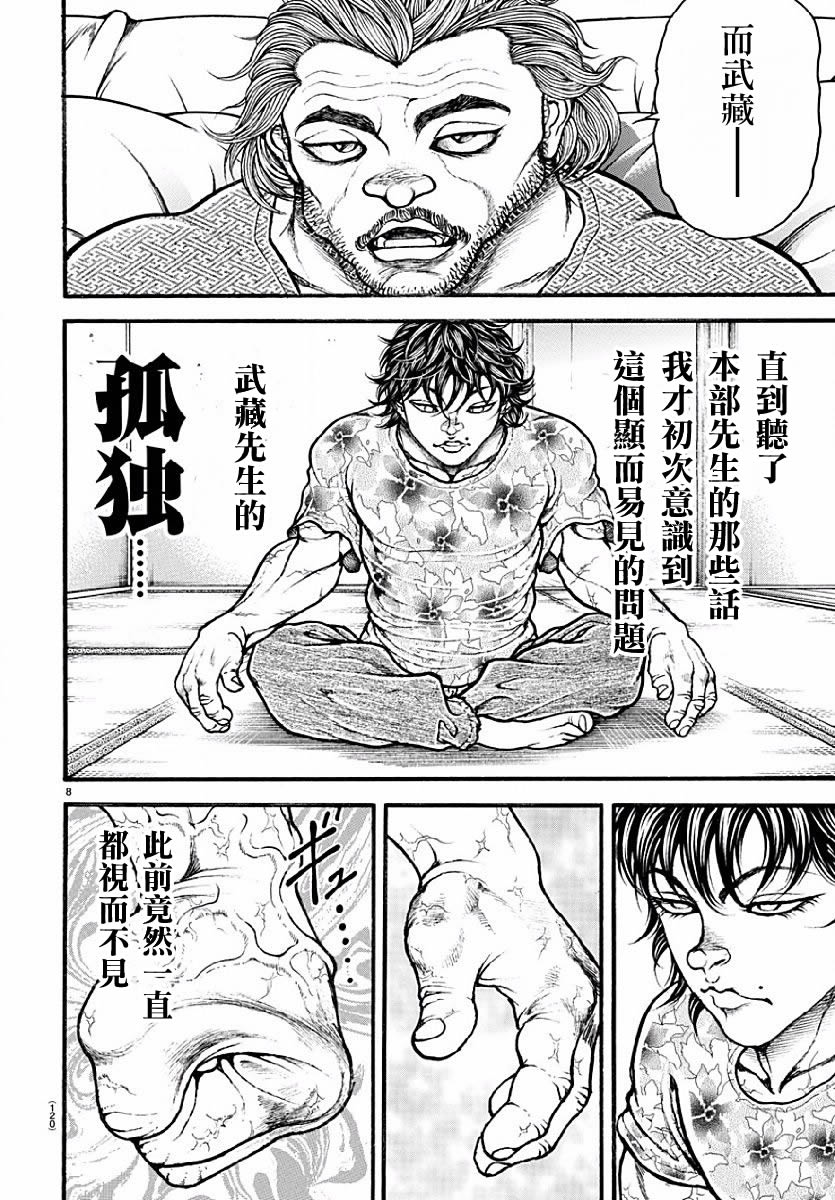 而武藏——
直到聽了
本部先生的那些話
我才初次意識到
這個顯而易見的問題
武藏先生的
孤独……
8
ギュ……
此前竟然一直
都視而不見
(120)